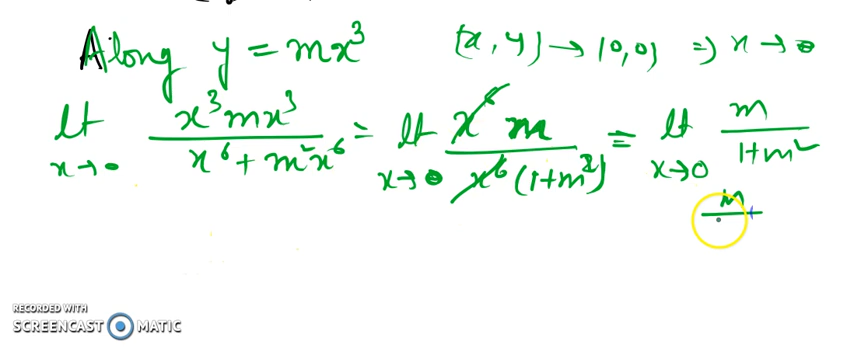 Along y = mx³ (x, y) → (0,0) ⇒ x → 0
lt x→0 x³mx³ / x⁶ + m²x⁶ = lt x→0 x⁶ m / x⁶ (1+m²) = lt x→0 m / 1+m²
m
RECORDED WITH
SCREENCAST O MATIC